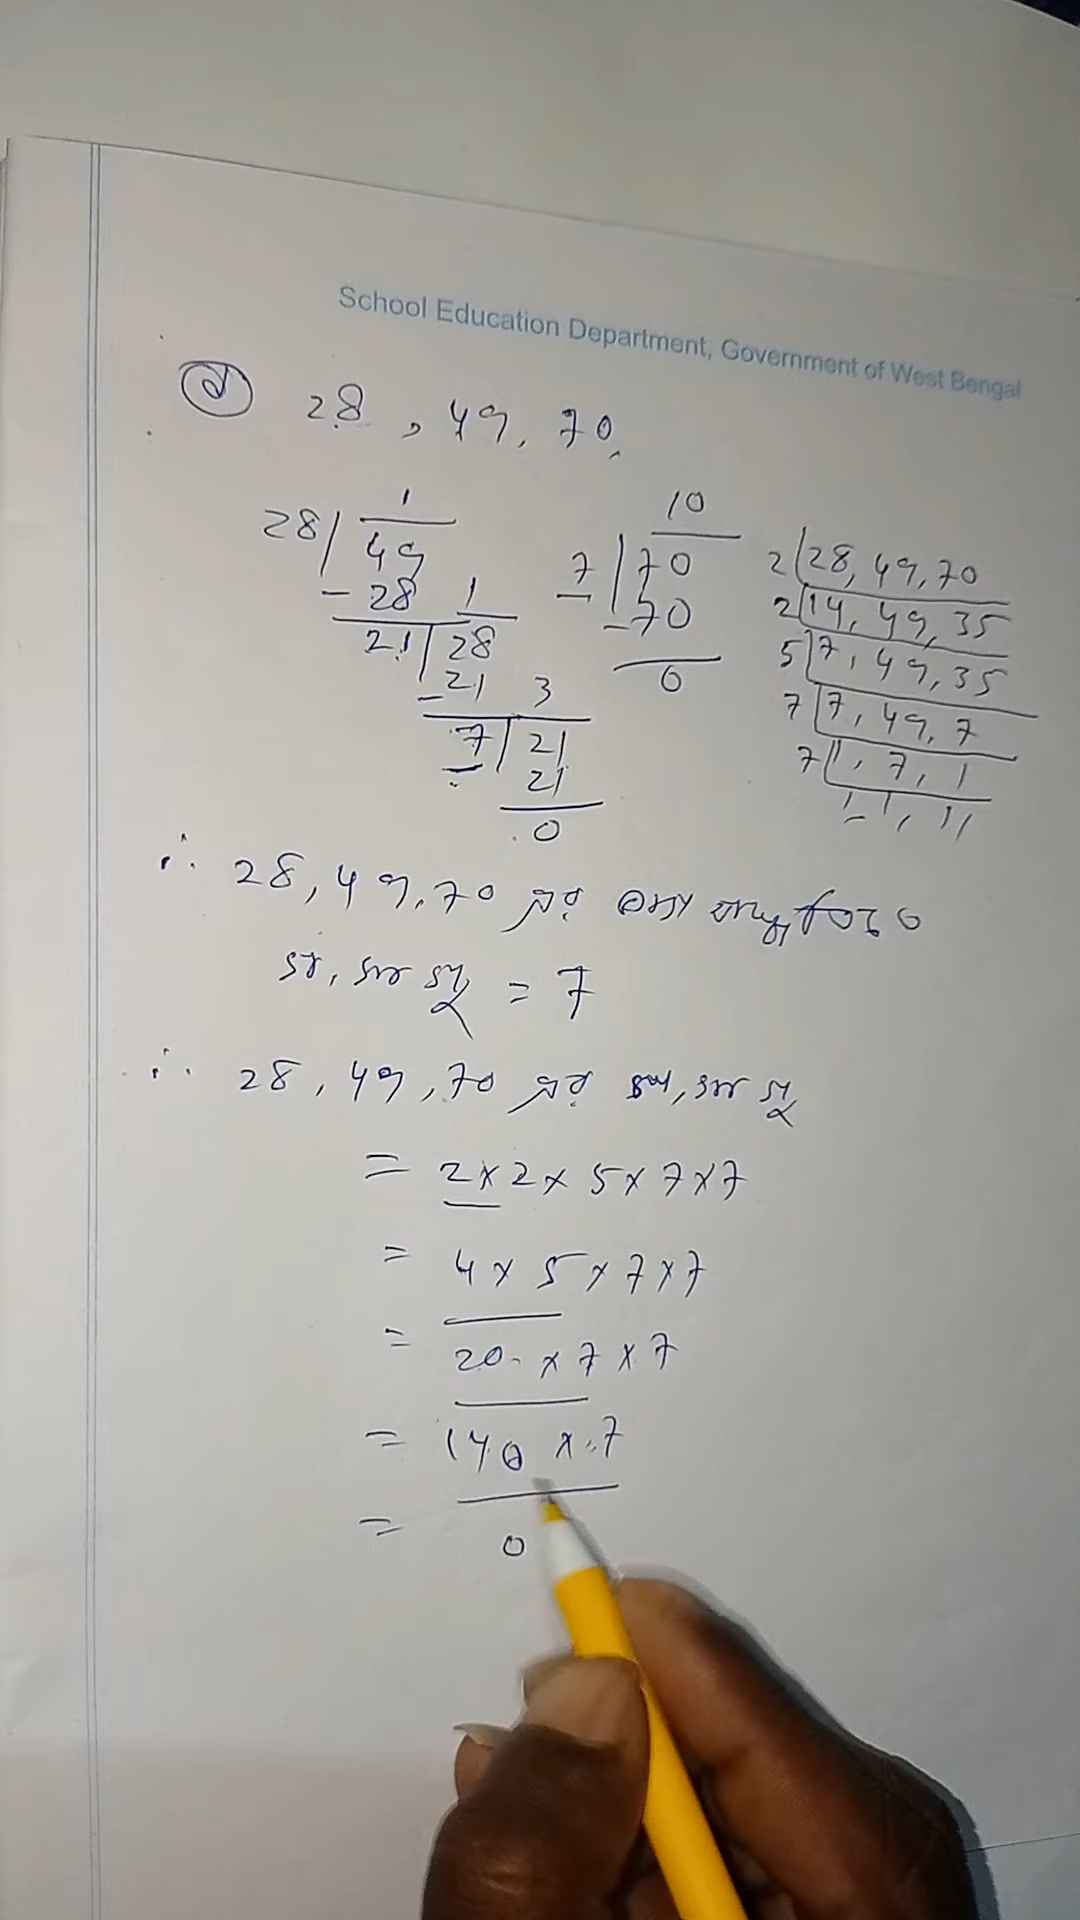 School Education Department, Government of West Bengal
28, 49, 70,
1
28 49
- 28 1
21 28
- 21 3
7 21
21
0
10
7 70
- 70
0
2 28, 49, 70
2 14, 49, 35
5 7, 49, 35
7 7, 49, 7
7 1, 7, 1
1, 1, 1
∴ 28, 49, 70 এর
= 7
∴ 28, 49, 70 এর
= 2 × 2 × 5 × 7 × 7
= 4 × 5 × 7 × 7
= 20 × 7 × 7
= 140 × 7
= 0